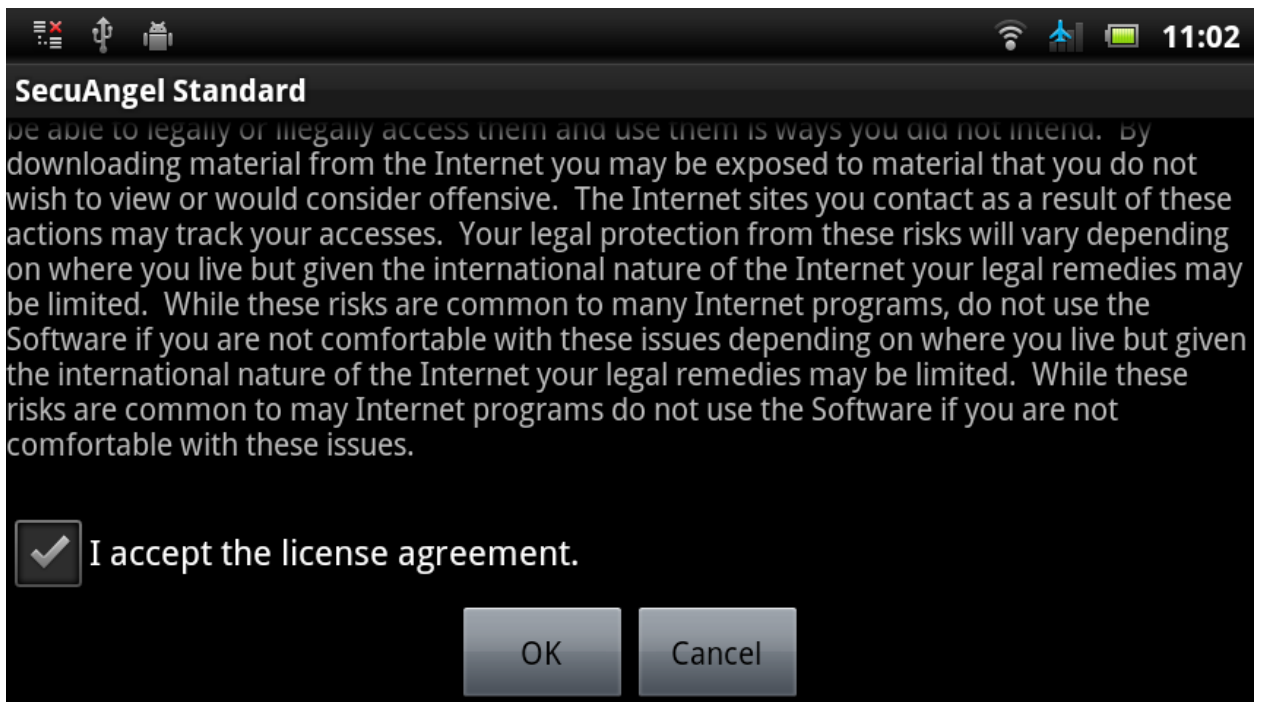 11:02
SecuAngel Standard
be able to legally or illegally access them and use them is ways you did not intend.  By
downloading material from the Internet you may be exposed to material that you do not
wish to view or would consider offensive.  The Internet sites you contact as a result of these
actions may track your accesses.  Your legal protection from these risks will vary depending
on where you live but given the international nature of the Internet your legal remedies may
be limited.  While these risks are common to many Internet programs, do not use the
Software if you are not comfortable with these issues depending on where you live but given
the international nature of the Internet your legal remedies may be limited.  While these
risks are common to may Internet programs do not use the Software if you are not
comfortable with these issues.
I accept the license agreement.
OK
Cancel